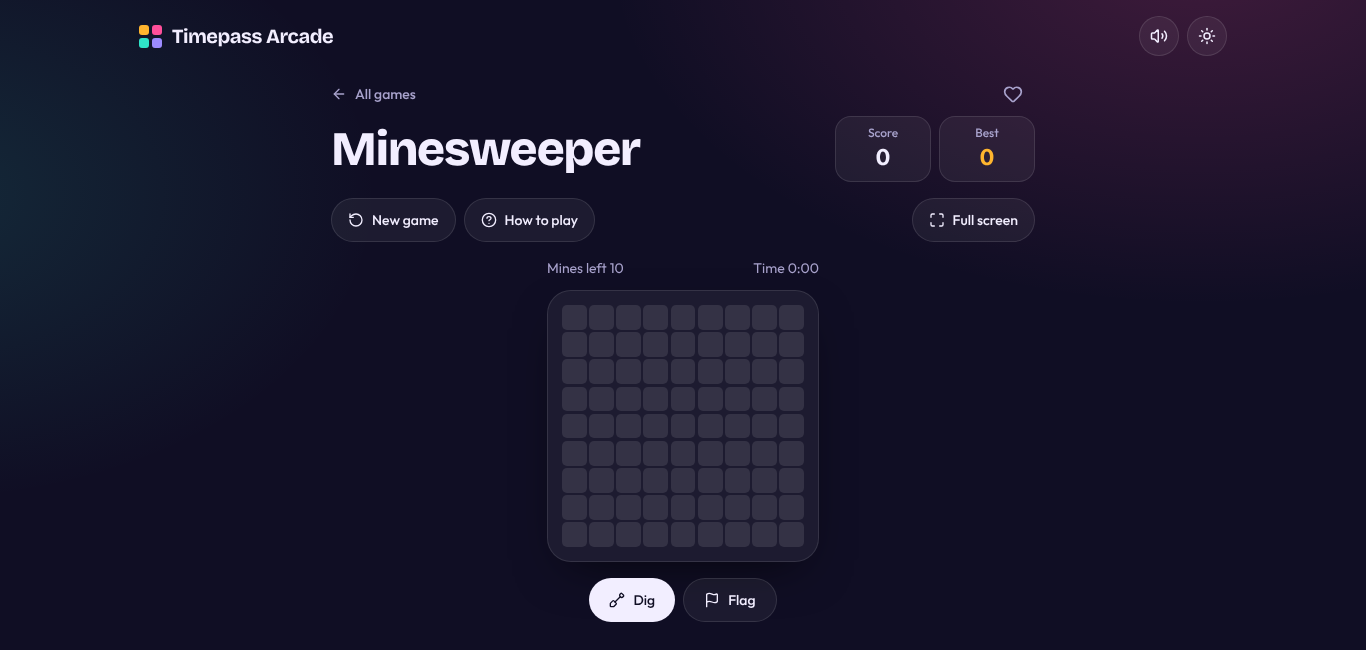 Timepass Arcade
All games
Minesweeper
Score
0
Best
0
New game
How to play
Full screen
Mines left 10
Time 0:00
Dig
Flag